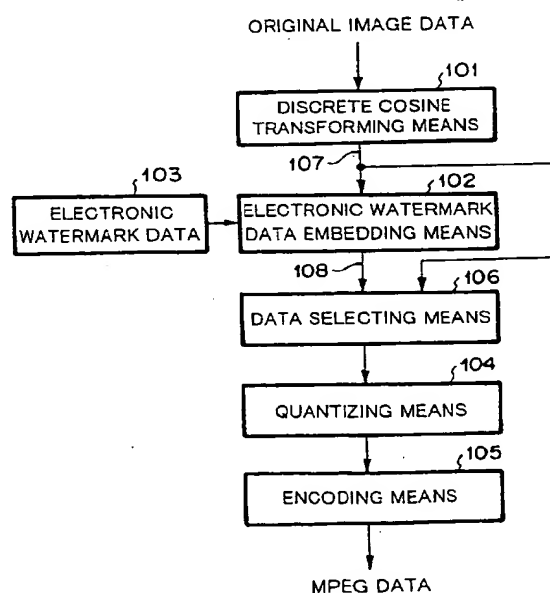 ORIGINAL IMAGE DATA
101
DISCRETE COSINE
TRANSFORMING MEANS
107
103
102
ELECTRONIC
WATERMARK DATA
ELECTRONIC WATERMARK
DATA EMBEDDING MEANS
108
106
DATA SELECTING MEANS
104
QUANTIZING MEANS
105
ENCODING MEANS
MPEG DATA